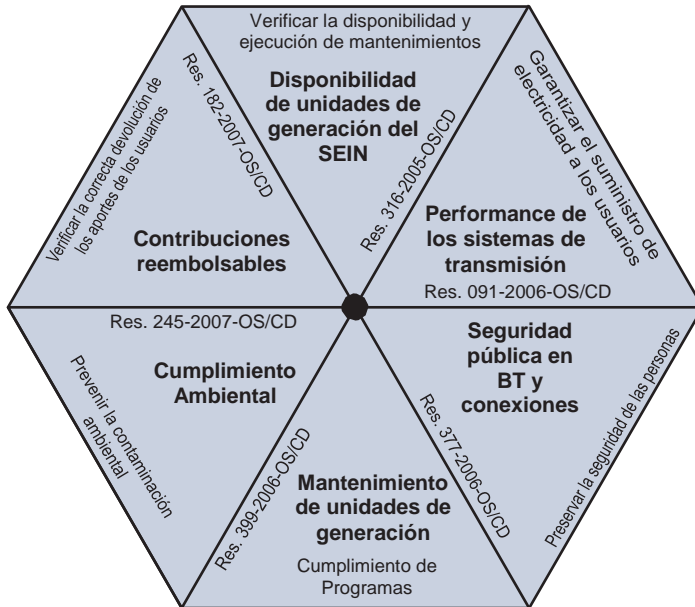 Verificar la disponibilidad y
ejecución de mantenimientos
Disponibilidad
de unidades de
generación del
SEIN
Res. 316-2005-OS/CD
Garantizar el suministro de
electricidad a los usuarios
Performance de
los sistemas de
transmisión
Res. 091-2006-OS/CD
Seguridad
pública en
BT y
conexiones
Res. 377-2006-OS/CD
Preservar la seguridad de las personas
Mantenimiento
de unidades de
generación
Cumplimiento de
Programas
Res. 399-2006-OS/CD
Res. 245-2007-OS/CD
Cumplimiento
Ambiental
Prevenir la contaminación
ambiental
Verificar la correcta devolución de
los aportes de los usuarios
Contribuciones
reembolsables
Res. 182-2007-OS/CD